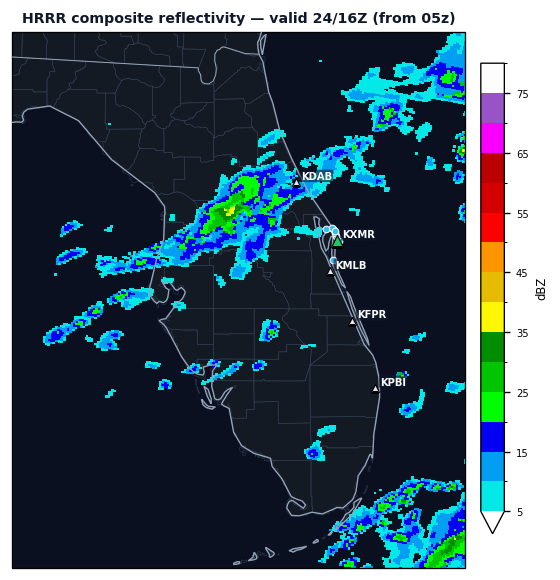 HRRR composite reflectivity — valid 24/16Z (from 05z)
KDAB
KXMR
KMLB
KFPR
KPBI
75
65
55
45
35
25
15
5
dBZ